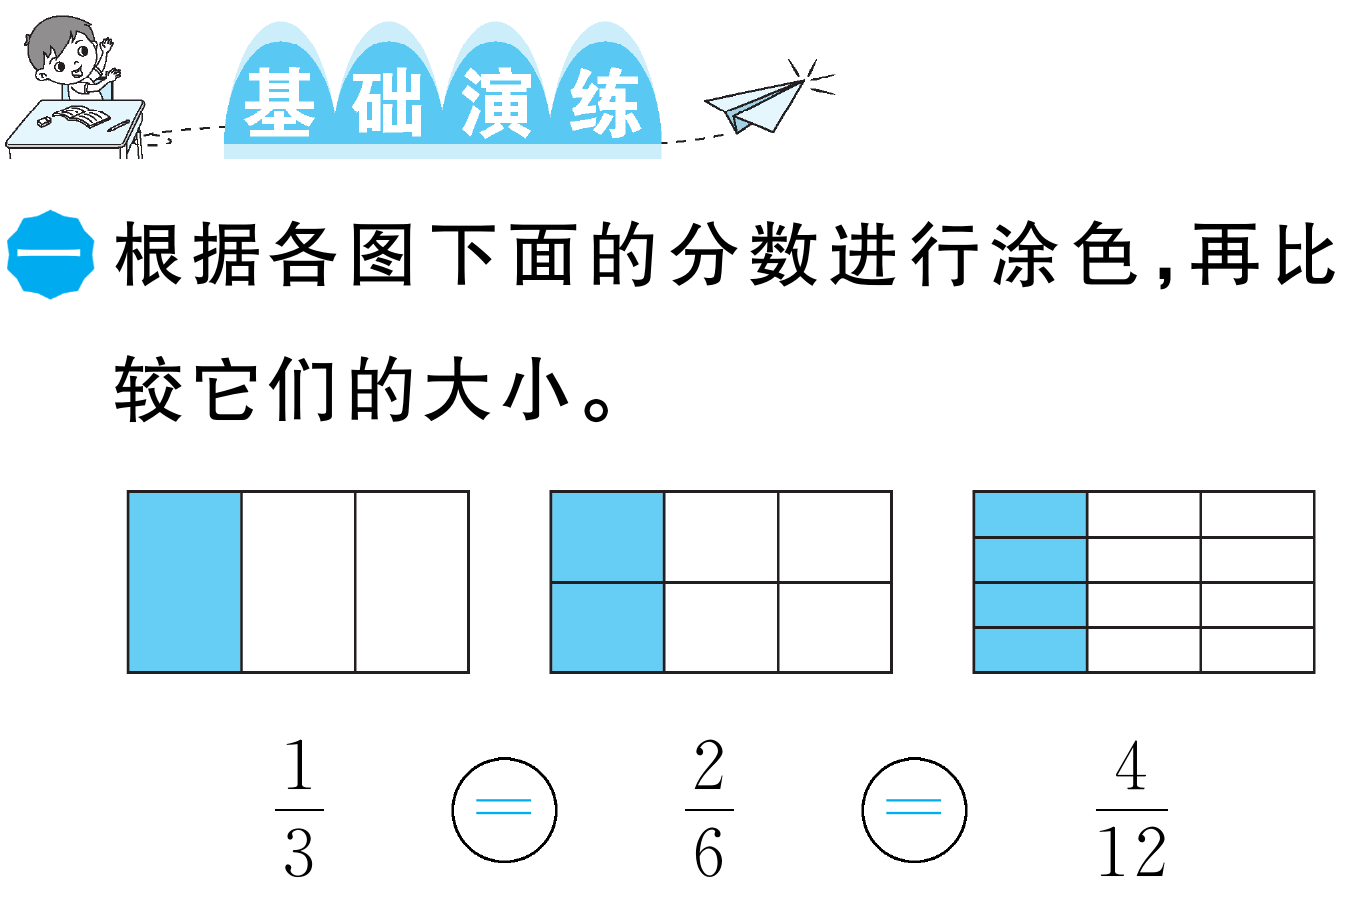 基础演练
一 根据各图下面的分数进行涂色,再比
较它们的大小。
1/3 = 2/6 = 4/12